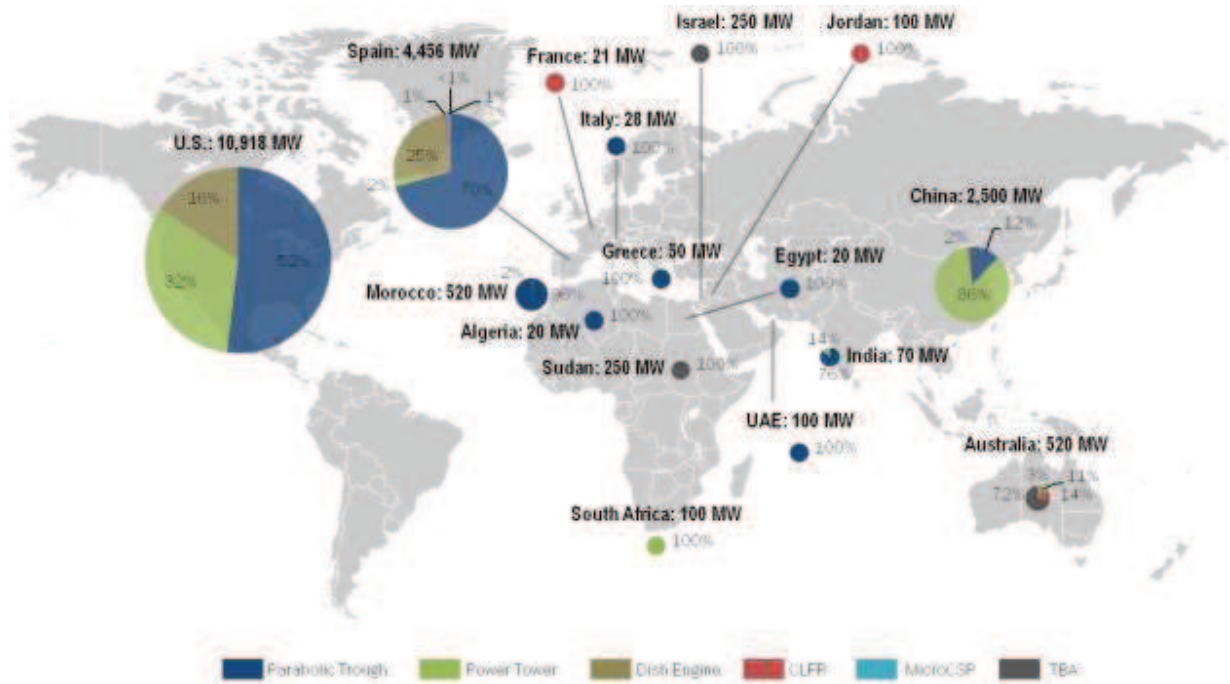 Israel: 250 MW
100%
Jordan: 100 MW
100%
Spain: 4,456 MW
<1%
1%
1%
25%
70%
2%
France: 21 MW
100%
Italy: 28 MW
100%
U.S.: 10,918 MW
16%
32%
52%
China: 2,500 MW
12%
2%
86%
Greece: 50 MW
100%
Egypt: 20 MW
100%
Morocco: 520 MW
2%
Algeria: 20 MW
100%
Sudan: 250 MW
100%
14%
India: 70 MW
UAE: 100 MW
100%
Australia: 520 MW
3%
11%
72%
14%
South Africa: 100 MW
100%
Parabolic Trough
Power Tower
Dish Engine
CLFR
MicroCSP
TBA